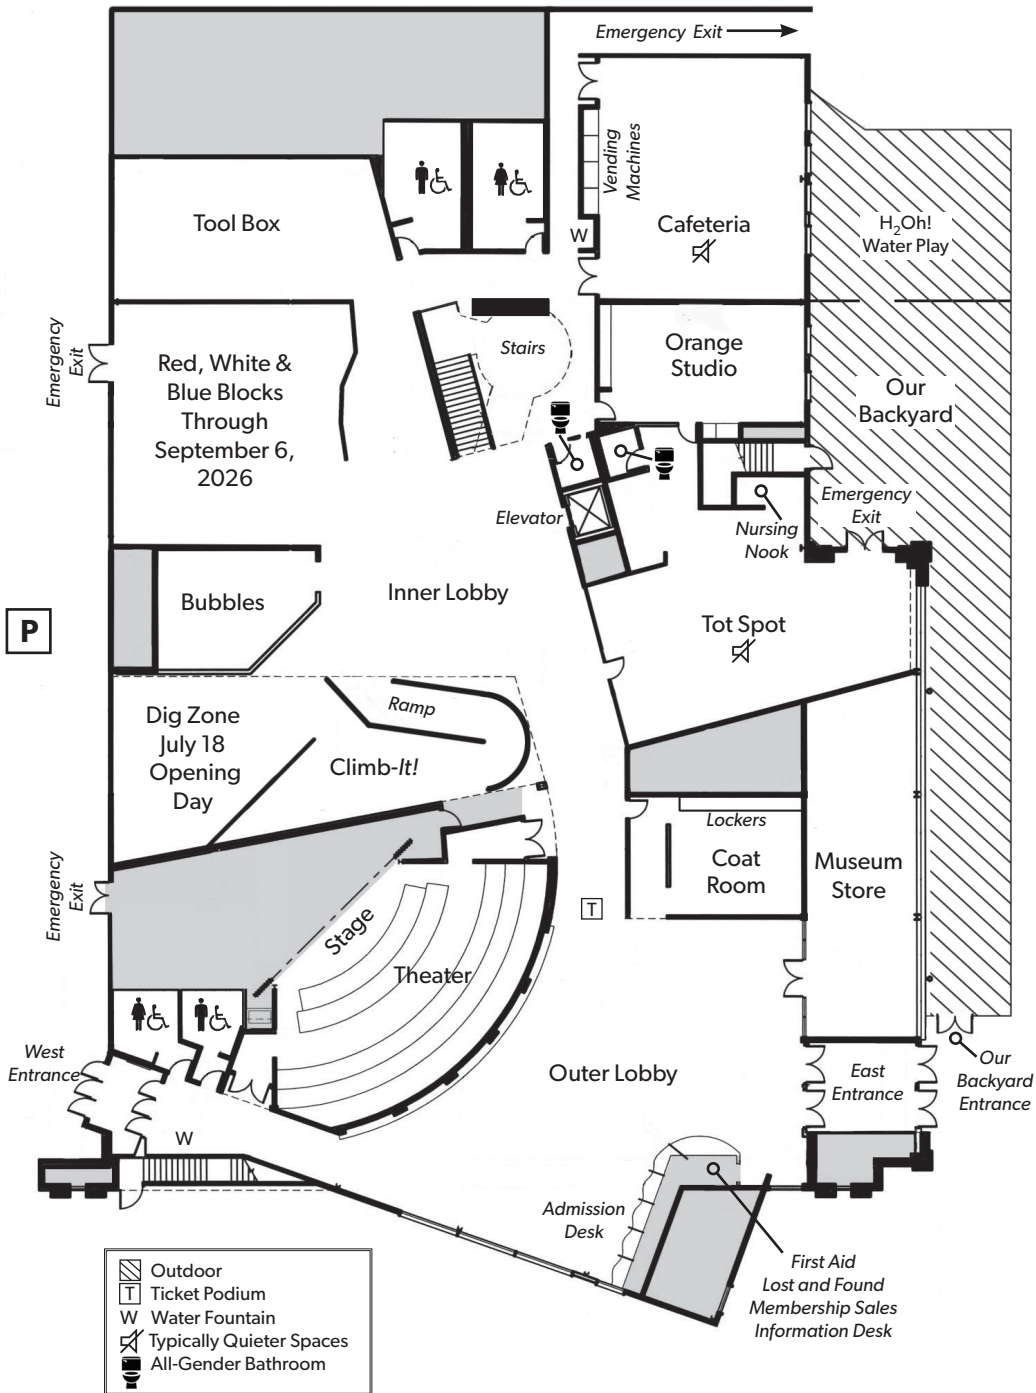 Emergency Exit
Vending
Machines
Tool Box
W
Cafeteria
H2Oh!
Water Play
Emergency
Exit
Red, White &
Blue Blocks
Through
September 6,
2026
Stairs
Orange
Studio
Our
Backyard
Elevator
Nursing
Nook
Emergency
Exit
P
Bubbles
Inner Lobby
Tot Spot
Dig Zone
July 18
Opening
Day
Ramp
Climb-It!
Lockers
Coat
Room
Museum
Store
Emergency
Exit
Stage
T
Theater
West
Entrance
Outer Lobby
East
Entrance
Our
Backyard
Entrance
W
Admission
Desk
First Aid
Lost and Found
Membership Sales
Information Desk
Outdoor
T Ticket Podium
W Water Fountain
Typically Quieter Spaces
All-Gender Bathroom